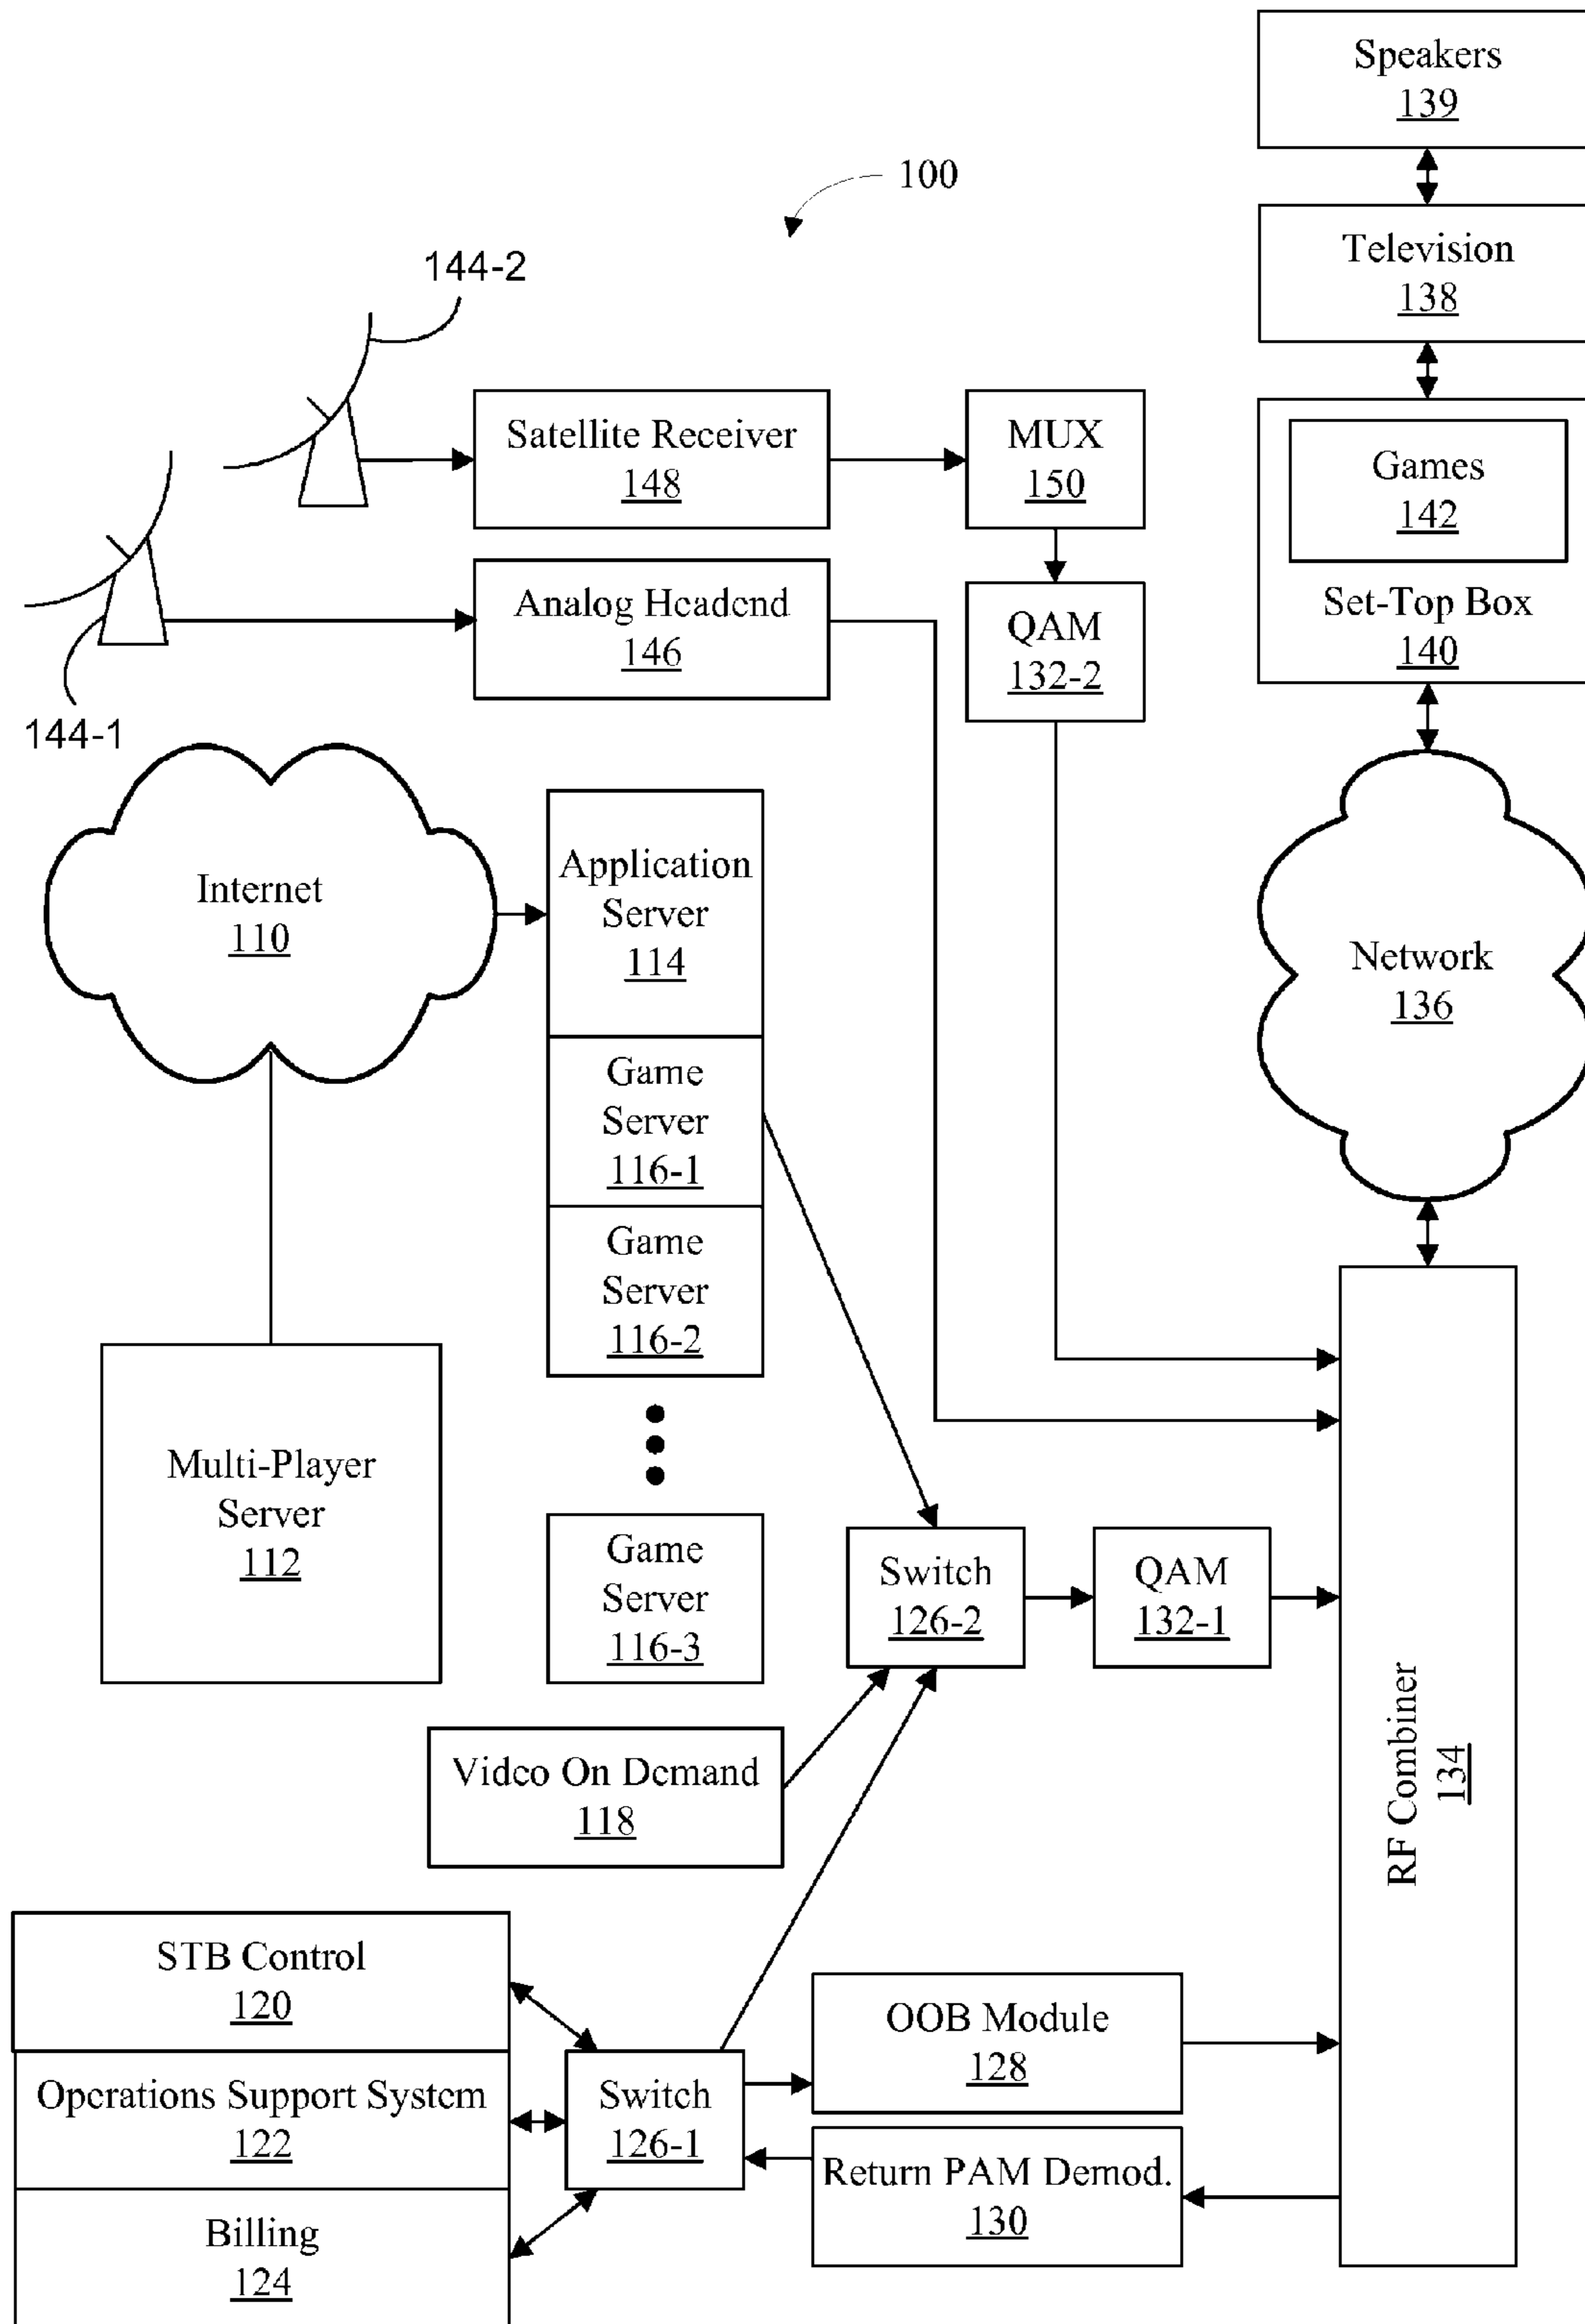 Speakers
139
100
Television
138
144-2
Satellite Receiver
148
MUX
150
Games
142
Set-Top Box
140
Analog Headend
146
QAM
132-2
144-1
Internet
110
Application
Server
114
Network
136
Game
Server
116-1
Game
Server
116-2
Multi-Player
Server
112
Game
Server
116-3
Switch
126-2
QAM
132-1
RF Combiner
134
Video On Demand
118
STB Control
120
OOB Module
128
Operations Support System
122
Switch
126-1
Return PAM Demod.
130
Billing
124